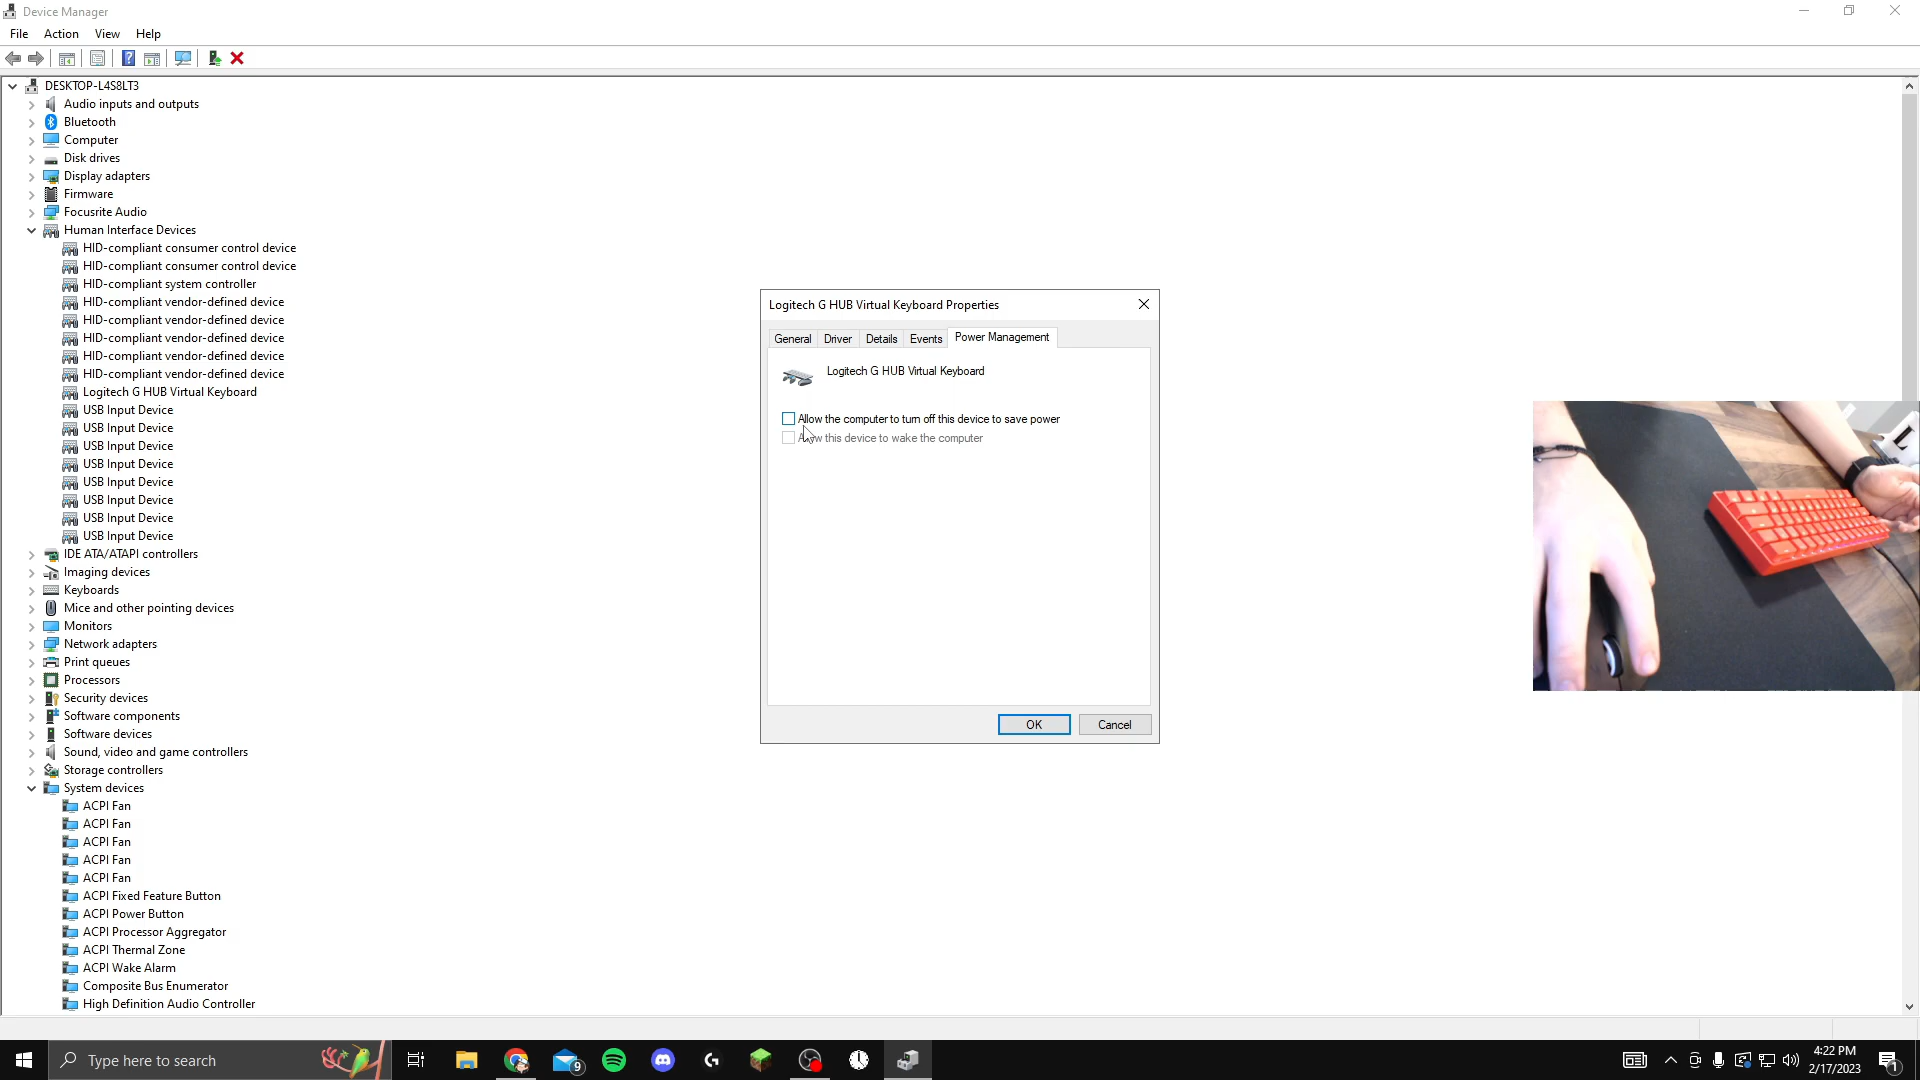 Device Manager
File Action View Help
DESKTOP-L4S8LT3
Audio inputs and outputs
Bluetooth
Computer
Disk drives
Display adapters
Firmware
Focusrite Audio
Human Interface Devices
HID-compliant consumer control device
HID-compliant consumer control device
HID-compliant system controller
HID-compliant vendor-defined device
HID-compliant vendor-defined device
HID-compliant vendor-defined device
HID-compliant vendor-defined device
HID-compliant vendor-defined device
Logitech G HUB Virtual Keyboard
USB Input Device
USB Input Device
USB Input Device
USB Input Device
USB Input Device
USB Input Device
USB Input Device
USB Input Device
IDE ATA/ATAPI controllers
Imaging devices
Keyboards
Mice and other pointing devices
Monitors
Network adapters
Print queues
Processors
Security devices
Software components
Software devices
Sound, video and game controllers
Storage controllers
System devices
ACPI Fan
ACPI Fan
ACPI Fan
ACPI Fan
ACPI Fan
ACPI Fixed Feature Button
ACPI Power Button
ACPI Processor Aggregator
ACPI Thermal Zone
ACPI Wake Alarm
Composite Bus Enumerator
High Definition Audio Controller
Logitech G HUB Virtual Keyboard Properties
General Driver Details Events Power Management
Logitech G HUB Virtual Keyboard
Allow the computer to turn off this device to save power
this device to wake the computer
OK Cancel
Type here to search
9
4:22 PM
2/17/2023
1